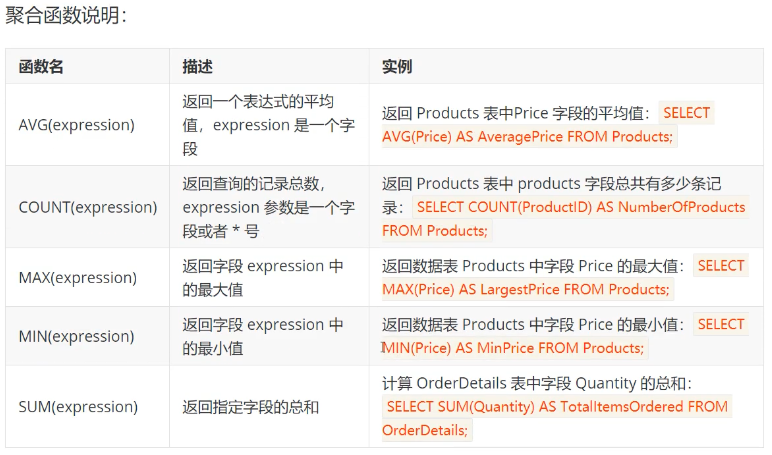 聚合函数说明：
函数名 描述 实例
AVG(expression)
返回一个表达式的平均
值，expression 是一个字
段
返回 Products 表中Price 字段的平均值： SELECT
AVG(Price) AS AveragePrice FROM Products;
COUNT(expression)
返回查询的记录总数，
expression 参数是一个字
段或者 * 号
返回 Products 表中 products 字段总共有多少条记
录： SELECT COUNT(ProductID) AS NumberOfProducts
FROM Products;
MAX(expression)
返回字段 expression 中
的最大值
返回数据表 Products 中字段 Price 的最大值： SELECT
MAX(Price) AS LargestPrice FROM Products;
MIN(expression)
返回字段 expression 中
的最小值
返回数据表 Products 中字段 Price 的最小值： SELECT
MIN(Price) AS MinPrice FROM Products;
SUM(expression)
返回指定字段的总和
计算 OrderDetails 表中字段 Quantity 的总和：
SELECT SUM(Quantity) AS TotalItemsOrdered FROM
OrderDetails;